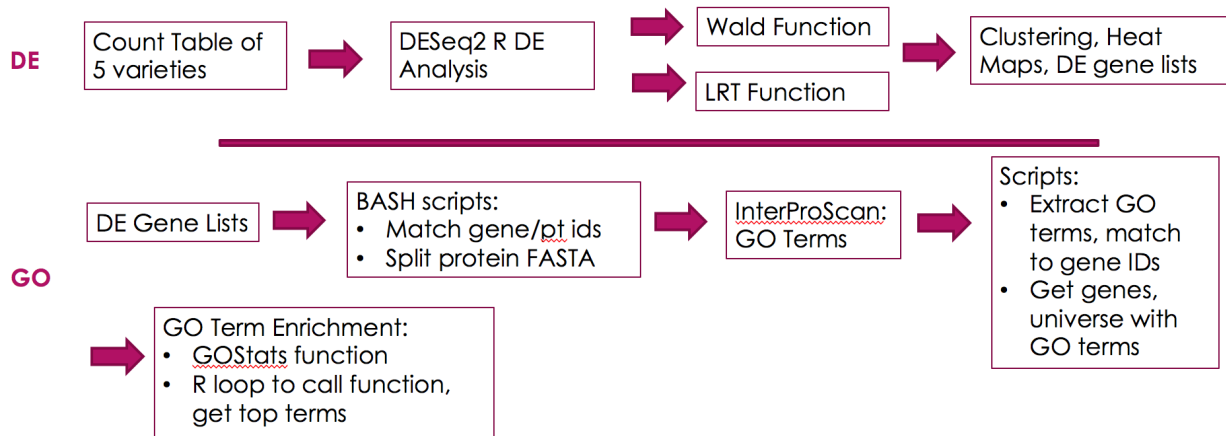 DE
Count Table of
5 varieties
DESeq2 R DE
Analysis
Wald Function
LRT Function
Clustering, Heat
Maps, DE gene lists
GO
DE Gene Lists
BASH scripts:
• Match gene/pt ids
• Split protein FASTA
InterProScan:
GO Terms
Scripts:
• Extract GO
terms, match
to gene IDs
• Get genes,
universe with
GO terms
GO Term Enrichment:
• GOStats function
• R loop to call function,
get top terms